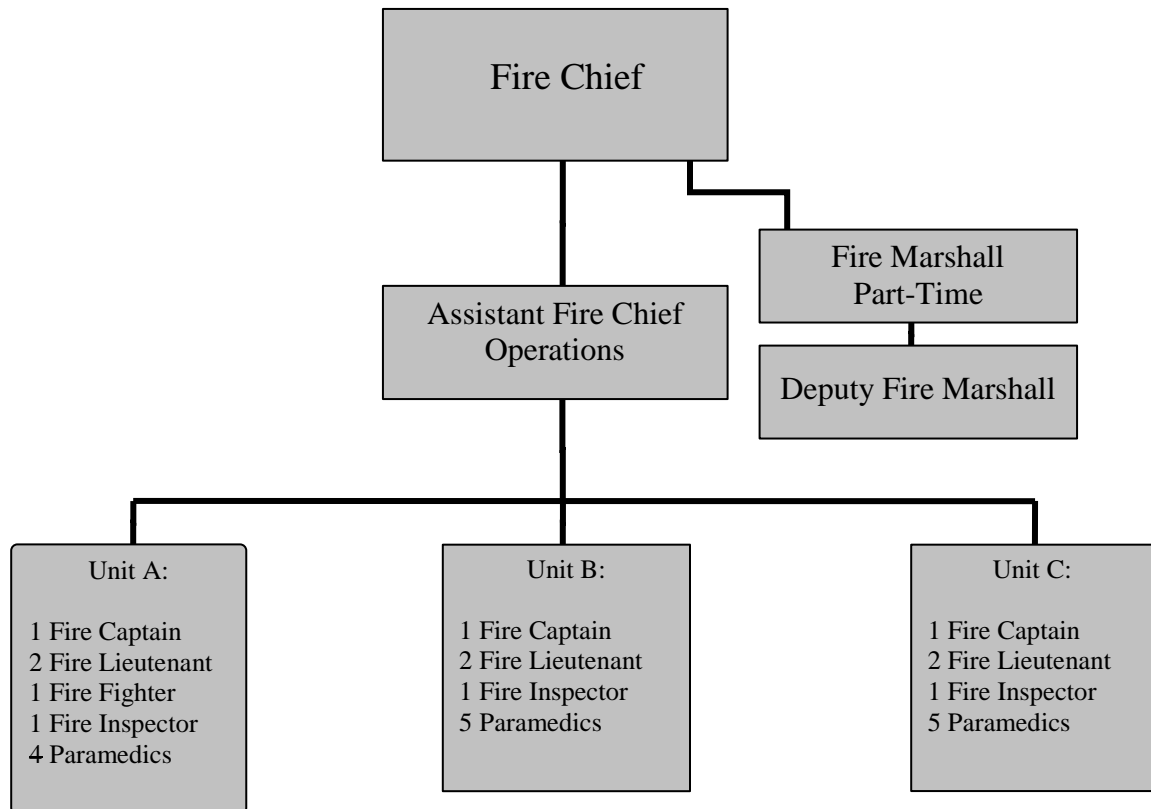 Fire Chief
Fire Marshall
Part-Time
Assistant Fire Chief
Operations
Deputy Fire Marshall
Unit A:
1 Fire Captain
2 Fire Lieutenant
1 Fire Fighter
1 Fire Inspector
4 Paramedics
Unit B:
1 Fire Captain
2 Fire Lieutenant
1 Fire Inspector
5 Paramedics
Unit C:
1 Fire Captain
2 Fire Lieutenant
1 Fire Inspector
5 Paramedics